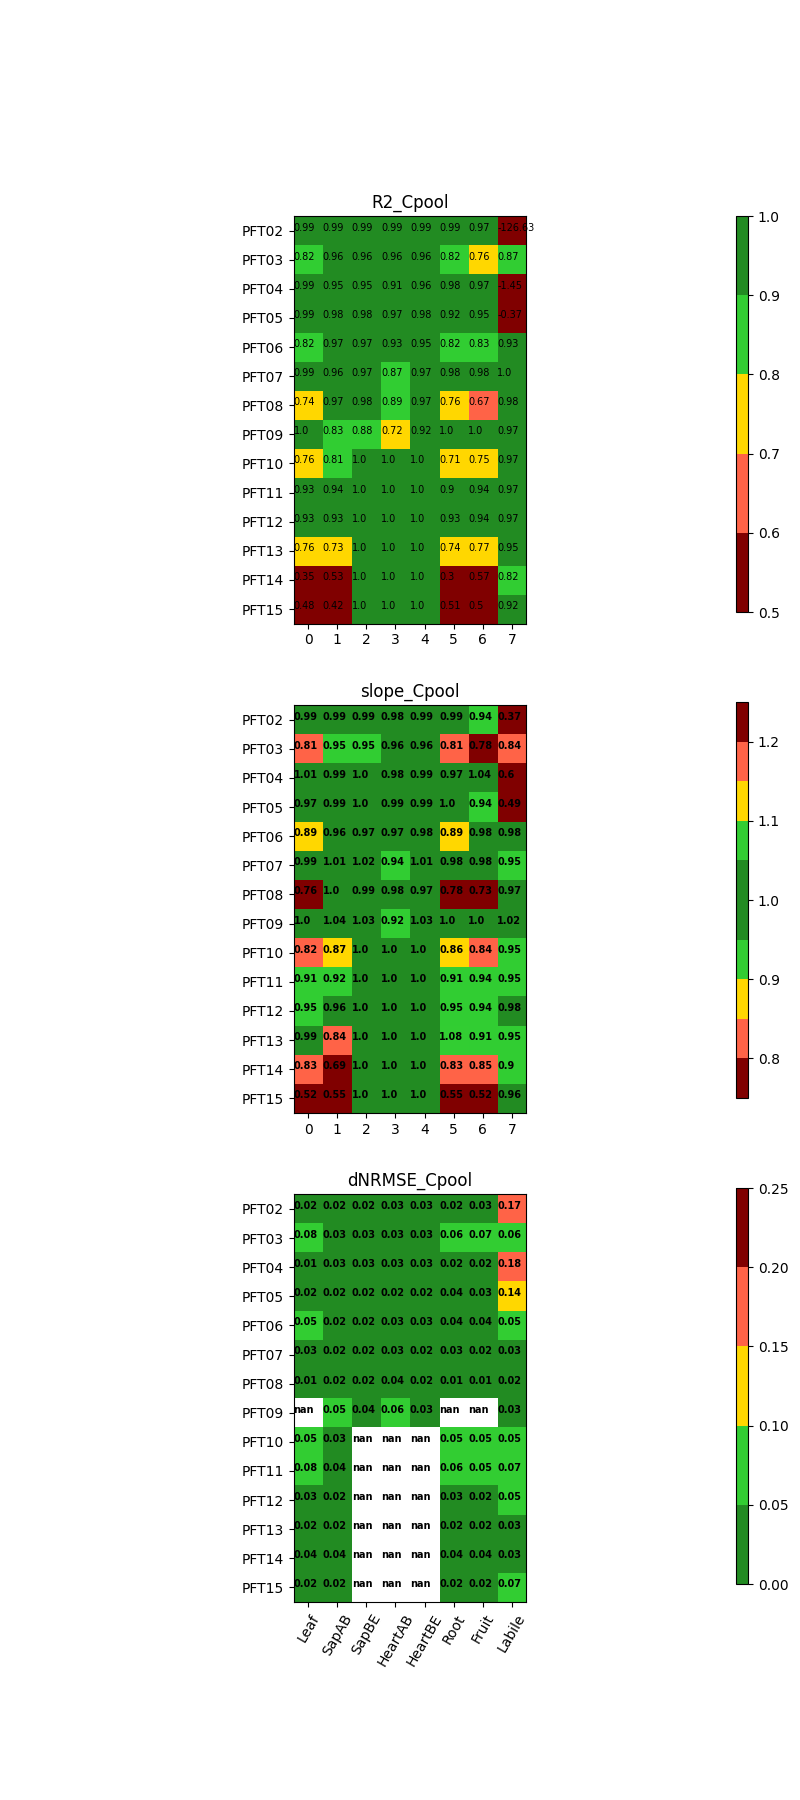 R2_Cpool
PFT02 0.99 0.99 0.99 0.99 0.99 0.99 0.97 -126.63
PFT03 0.82 0.96 0.96 0.96 0.96 0.82 0.76 0.87
PFT04 0.99 0.95 0.95 0.91 0.96 0.98 0.97 -1.45
PFT05 0.99 0.98 0.98 0.97 0.98 0.92 0.95 -0.37
PFT06 0.82 0.97 0.97 0.93 0.95 0.82 0.83 0.93
PFT07 0.99 0.96 0.97 0.87 0.97 0.98 0.98 1.0
PFT08 0.74 0.97 0.98 0.89 0.97 0.76 0.67 0.98
PFT09 1.0 0.83 0.88 0.72 0.92 1.0 1.0 0.97
PFT10 0.76 0.81 1.0 1.0 1.0 0.71 0.75 0.97
PFT11 0.93 0.94 1.0 1.0 1.0 0.9 0.94 0.97
PFT12 0.93 0.93 1.0 1.0 1.0 0.93 0.94 0.97
PFT13 0.76 0.73 1.0 1.0 1.0 0.74 0.77 0.95
PFT14 0.35 0.53 1.0 1.0 1.0 0.3 0.57 0.82
PFT15 0.48 0.42 1.0 1.0 1.0 0.51 0.5 0.92
0 1 2 3 4 5 6 7
1.0
0.9
0.8
0.7
0.6
0.5
slope_Cpool
PFT02 0.99 0.99 0.99 0.98 0.99 0.99 0.94 0.37
PFT03 0.81 0.95 0.95 0.96 0.96 0.81 0.78 0.84
PFT04 1.01 0.99 1.0 0.98 0.99 0.97 1.04 0.6
PFT05 0.97 0.99 1.0 0.99 0.99 1.0 0.94 0.49
PFT06 0.89 0.96 0.97 0.97 0.98 0.89 0.98 0.98
PFT07 0.99 1.01 1.02 0.94 1.01 0.98 0.98 0.95
PFT08 0.76 1.0 0.99 0.98 0.97 0.78 0.73 0.97
PFT09 1.0 1.04 1.03 0.92 1.03 1.0 1.0 1.02
PFT10 0.82 0.87 1.0 1.0 1.0 0.86 0.84 0.95
PFT11 0.91 0.92 1.0 1.0 1.0 0.91 0.94 0.95
PFT12 0.95 0.96 1.0 1.0 1.0 0.95 0.94 0.98
PFT13 0.99 0.84 1.0 1.0 1.0 1.08 0.91 0.95
PFT14 0.83 0.69 1.0 1.0 1.0 0.83 0.85 0.9
PFT15 0.52 0.55 1.0 1.0 1.0 0.55 0.52 0.96
0 1 2 3 4 5 6 7
1.2
1.1
1.0
0.9
0.8
dNRMSE_Cpool
PFT02 0.02 0.02 0.02 0.03 0.03 0.02 0.03 0.17
PFT03 0.08 0.03 0.03 0.03 0.03 0.06 0.07 0.06
PFT04 0.01 0.03 0.03 0.03 0.03 0.02 0.02 0.18
PFT05 0.02 0.02 0.02 0.02 0.02 0.04 0.03 0.14
PFT06 0.05 0.02 0.02 0.03 0.03 0.04 0.04 0.05
PFT07 0.03 0.02 0.02 0.03 0.02 0.03 0.02 0.03
PFT08 0.01 0.02 0.02 0.04 0.02 0.01 0.01 0.02
PFT09 nan 0.05 0.04 0.06 0.03 nan nan 0.03
PFT10 0.05 0.03 nan nan nan 0.05 0.05 0.05
PFT11 0.08 0.04 nan nan nan 0.06 0.05 0.07
PFT12 0.03 0.02 nan nan nan 0.03 0.02 0.05
PFT13 0.02 0.02 nan nan nan 0.02 0.02 0.03
PFT14 0.04 0.04 nan nan nan 0.04 0.04 0.03
PFT15 0.02 0.02 nan nan nan 0.02 0.02 0.07
Leaf SapAB SapBE HeartAB HeartBE Root Fruit Labile
0.25
0.20
0.15
0.10
0.05
0.00